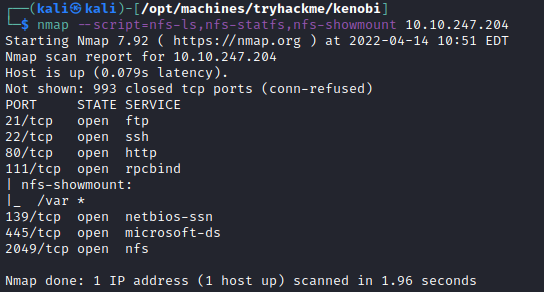 ┌──(kali㉿kali)-[/opt/machines/tryhackme/kenobi]
└─$ nmap --script=nfs-ls,nfs-statfs,nfs-showmount 10.10.247.204
Starting Nmap 7.92 ( https://nmap.org ) at 2022-04-14 10:51 EDT
Nmap scan report for 10.10.247.204
Host is up (0.079s latency).
Not shown: 993 closed tcp ports (conn-refused)
PORT     STATE SERVICE
21/tcp   open  ftp
22/tcp   open  ssh
80/tcp   open  http
111/tcp  open  rpcbind
| nfs-showmount:
|_  /var *
139/tcp  open  netbios-ssn
445/tcp  open  microsoft-ds
2049/tcp open  nfs
Nmap done: 1 IP address (1 host up) scanned in 1.96 seconds